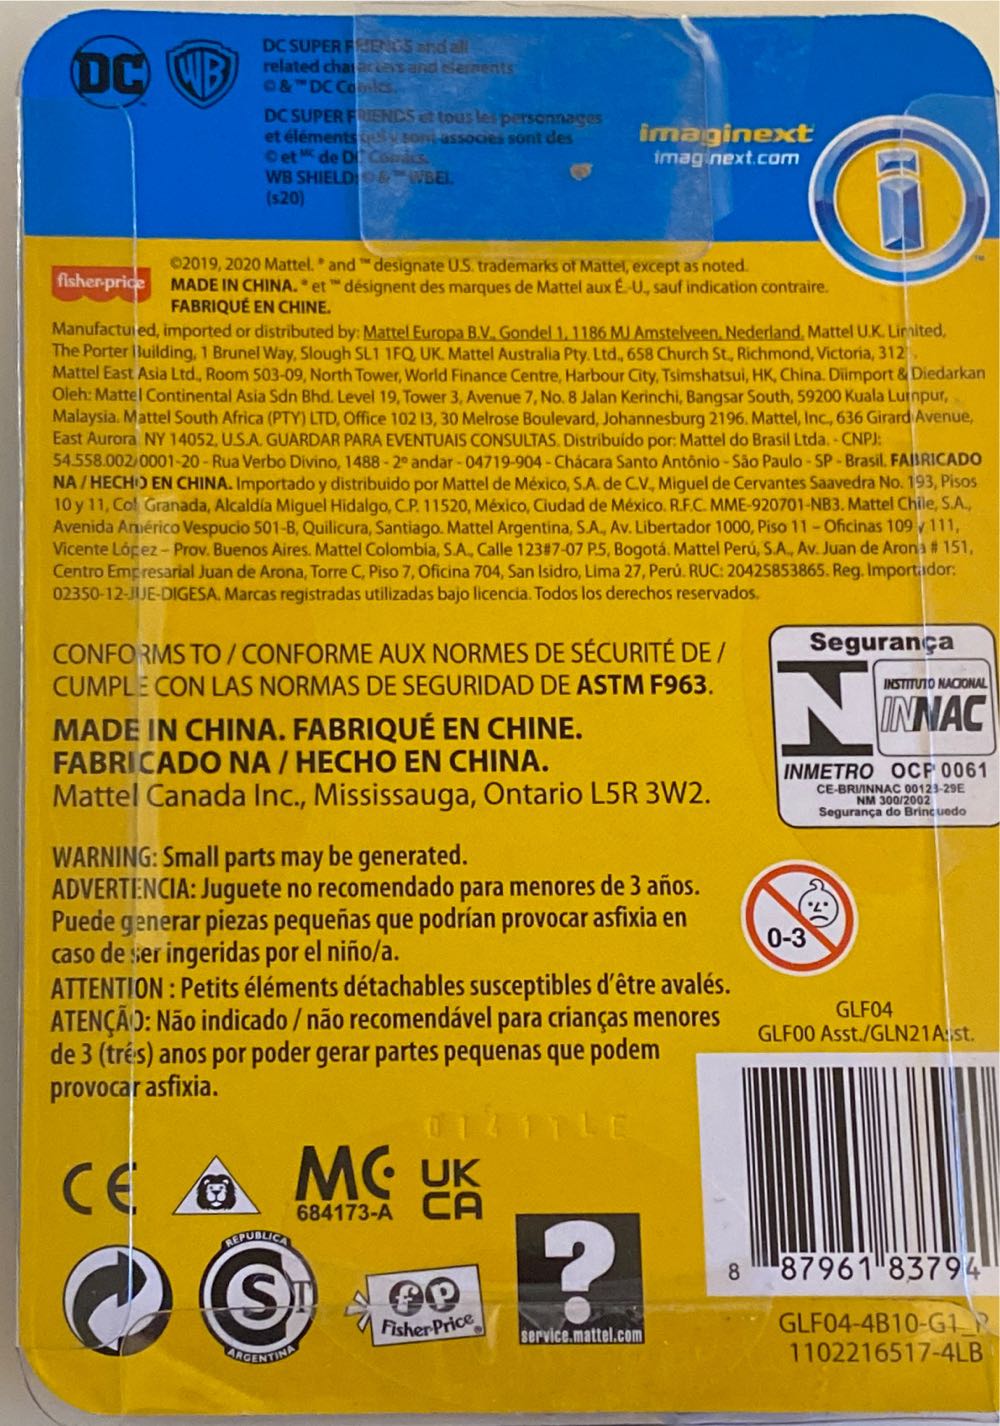 DC
WB
DC SUPER FRIENDS and all
related characters and elements
© & ™ DC Comics.
DC SUPER FRIENDS et tous les personnages
et éléments qui y sont associés sont des
© et ᴹᶜ de DC Comics.
WB SHIELD: © & ™ WBEI.
(s20)
imaginext
imaginext.com
i
™
fisher-price
©2019, 2020 Mattel. ® and ™ designate U.S. trademarks of Mattel, except as noted.
MADE IN CHINA. ® et ™ désignent des marques de Mattel aux É.-U., sauf indication contraire.
FABRIQUÉ EN CHINE.
Manufactured, imported or distributed by: Mattel Europa B.V., Gondel 1, 1186 MJ Amstelveen, Nederland. Mattel U.K. Limited,
The Porter Building, 1 Brunel Way, Slough SL1 1FQ, UK. Mattel Australia Pty. Ltd., 658 Church St., Richmond, Victoria, 3121.
Mattel East Asia Ltd., Room 503-09, North Tower, World Finance Centre, Harbour City, Tsimshatsui, HK, China. Diimport & Diedarkan
Oleh: Mattel Continental Asia Sdn Bhd. Level 19, Tower 3, Avenue 7, No. 8 Jalan Kerinchi, Bangsar South, 59200 Kuala Lumpur,
Malaysia. Mattel South Africa (PTY) LTD, Office 102 I3, 30 Melrose Boulevard, Johannesburg 2196. Mattel, Inc., 636 Girard Avenue,
East Aurora, NY 14052, U.S.A. GUARDAR PARA EVENTUAIS CONSULTAS. Distribuído por: Mattel do Brasil Ltda. - CNPJ:
54.558.002/0001-20 - Rua Verbo Divino, 1488 - 2º andar - 04719-904 - Chácara Santo Antônio - São Paulo - SP - Brasil. FABRICADO
NA / HECHO EN CHINA. Importado y distribuido por Mattel de México, S.A. de C.V., Miguel de Cervantes Saavedra No. 193, Pisos
10 y 11, Col. Granada, Alcaldía Miguel Hidalgo, C.P. 11520, México, Ciudad de México. R.F.C. MME-920701-NB3. Mattel Chile, S.A.,
Avenida Américo Vespucio 501-B, Quilicura, Santiago. Mattel Argentina, S.A., Av. Libertador 1000, Piso 11 – Oficinas 109 y 111,
Vicente López – Prov. Buenos Aires. Mattel Colombia, S.A., Calle 123#7-07 P.5, Bogotá. Mattel Perú, S.A., Av. Juan de Arona # 151,
Centro Empresarial Juan de Arona, Torre C, Piso 7, Oficina 704, San Isidro, Lima 27, Perú. RUC: 20425853865. Reg. Importador:
02350-12-JUE-DIGESA. Marcas registradas utilizadas bajo licencia. Todos los derechos reservados.
CONFORMS TO / CONFORME AUX NORMES DE SÉCURITÉ DE /
CUMPLE CON LAS NORMAS DE SEGURIDAD DE ASTM F963.
MADE IN CHINA. FABRIQUÉ EN CHINE.
FABRICADO NA / HECHO EN CHINA.
Mattel Canada Inc., Mississauga, Ontario L5R 3W2.
Segurança
INSTITUTO NACIONAL
INNAC
INMETRO OCP 0061
CE-BRI/INNAC 00123-29E
NM 300/2002
Segurança do Brinquedo
WARNING: Small parts may be generated.
ADVERTENCIA: Juguete no recomendado para menores de 3 años.
Puede generar piezas pequeñas que podrían provocar asfixia en
caso de ser ingeridas por el niño/a.
ATTENTION : Petits éléments détachables susceptibles d'être avalés.
ATENÇÃO: Não indicado / não recomendável para crianças menores
de 3 (três) anos por poder gerar partes pequenas que podem
provocar asfixia.
0-3
GLF04
GLF00 Asst./GLN21Asst.
CE
MC
684173-A
UK
CA
REPUBLICA
S
ARGENTINA
fp
Fisher-Price®
?
service.mattel.com
8 87961 83794
GLF04-4B10-G1_R
1102216517-4LB